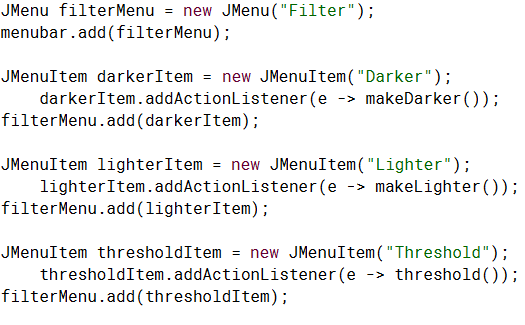 JMenu filterMenu = new JMenu("Filter");
menubar.add(filterMenu);

JMenuItem darkerItem = new JMenuItem("Darker");
    darkerItem.addActionListener(e -> makeDarker());
filterMenu.add(darkerItem);

JMenuItem lighterItem = new JMenuItem("Lighter");
    lighterItem.addActionListener(e -> makeLighter());
filterMenu.add(lighterItem);

JMenuItem thresholdItem = new JMenuItem("Threshold");
    thresholdItem.addActionListener(e -> threshold());
filterMenu.add(thresholdItem);